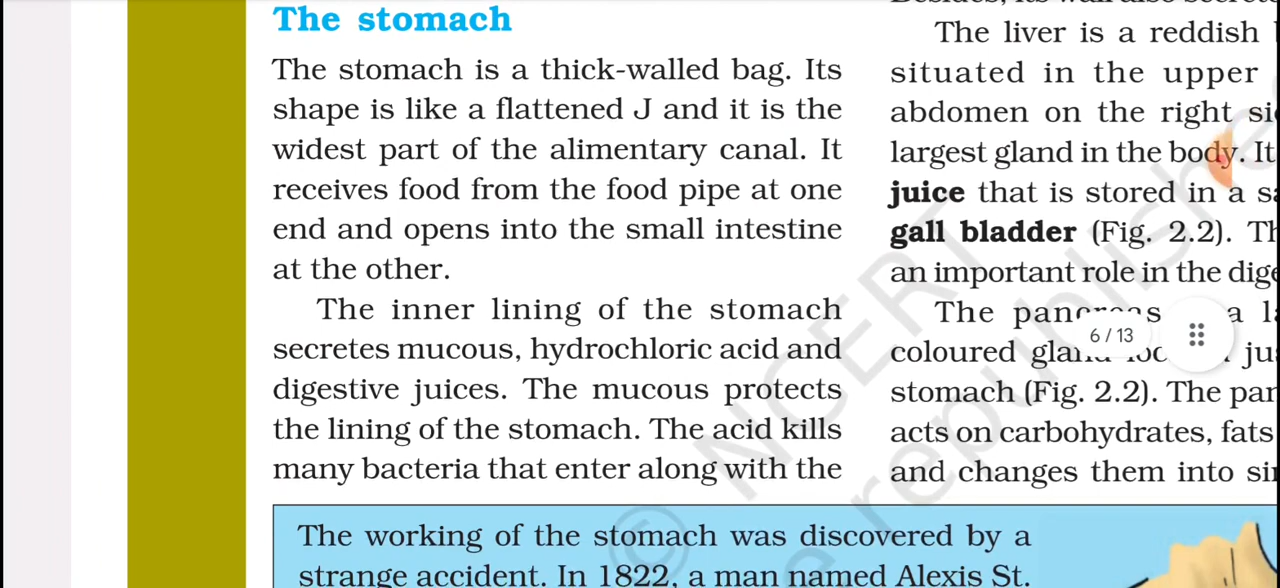 The stomach
The stomach is a thick-walled bag. Its
shape is like a flattened J and it is the
widest part of the alimentary canal. It
receives food from the food pipe at one
end and opens into the small intestine
at the other.
The inner lining of the stomach
secretes mucous, hydrochloric acid and
digestive juices. The mucous protects
the lining of the stomach. The acid kills
many bacteria that enter along with the
The working of the stomach was discovered by a
strange accident. In 1822, a man named Alexis St.
The liver is a reddish
situated in the upper
abdomen on the right
largest gland in the body. It
juice that is stored in a
gall bladder (Fig. 2.2).
an important role in the
The a
coloured
stomach (Fig. 2.2). The
acts on carbohydrates, fats
and changes them into
6 / 13
© NCERT
republished